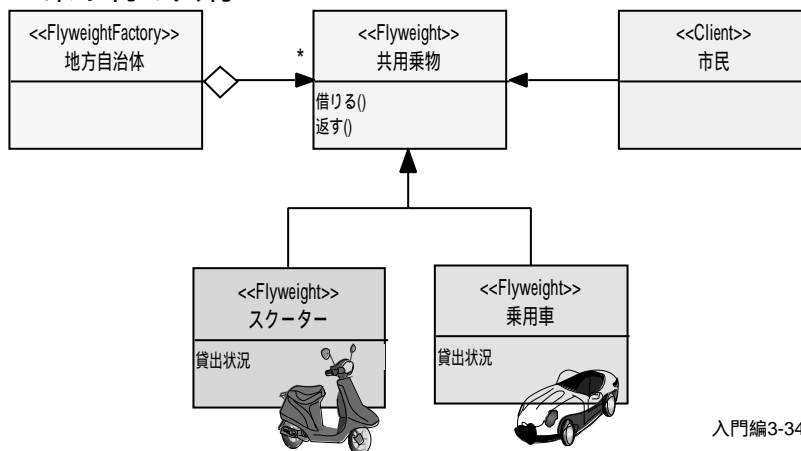 <<FlyweightFactory>>
地方自治体
*
<<Flyweight>>
共用乗物
借りる()
返す()
<<Client>>
市民
<<Flyweight>>
スクーター
貸出状況
<<Flyweight>>
乗用車
貸出状況
入門編3-34